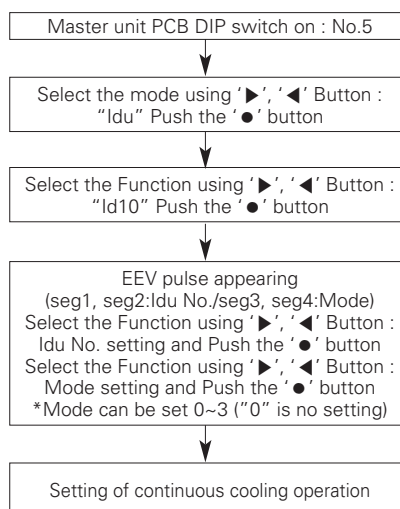 Master unit PCB DIP switch on : No.5
Select the mode using ‘▶’, ‘◀’ Button :
“Idu” Push the ‘●’ button
Select the Function using ‘▶’, ‘◀’ Button :
“Id10” Push the ‘●’ button
EEV pulse appearing
(seg1, seg2:Idu No./seg3, seg4:Mode)
Select the Function using ‘▶’, ‘◀’ Button :
Idu No. setting and Push the ‘●’ button
Select the Function using ‘▶’, ‘◀’ Button :
Mode setting and Push the ‘●’ button
*Mode can be set 0~3 (”0” is no setting)
Setting of continuous cooling operation